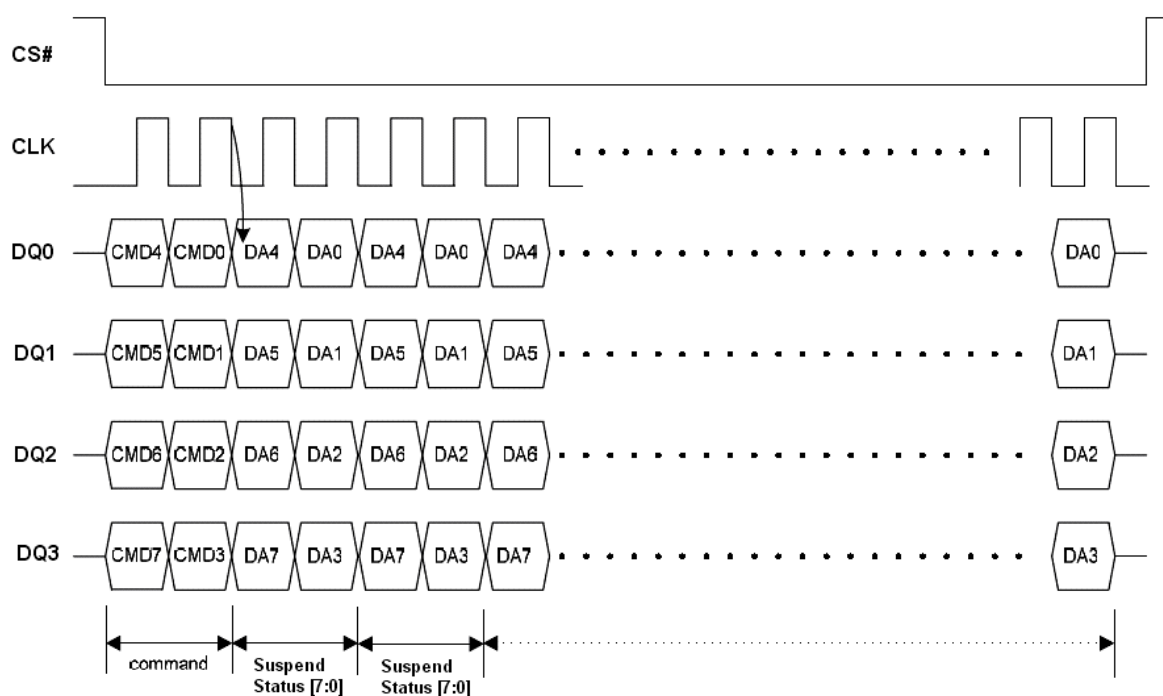 CS#
CLK
DQ0 CMD4 CMD0 DA4 DA0 DA4 DA0 DA4 DA0
DQ1 CMD5 CMD1 DA5 DA1 DA5 DA1 DA5 DA1
DQ2 CMD6 CMD2 DA6 DA2 DA6 DA2 DA6 DA2
DQ3 CMD7 CMD3 DA7 DA3 DA7 DA3 DA7 DA3
command Suspend Suspend
Status [7:0] Status [7:0]